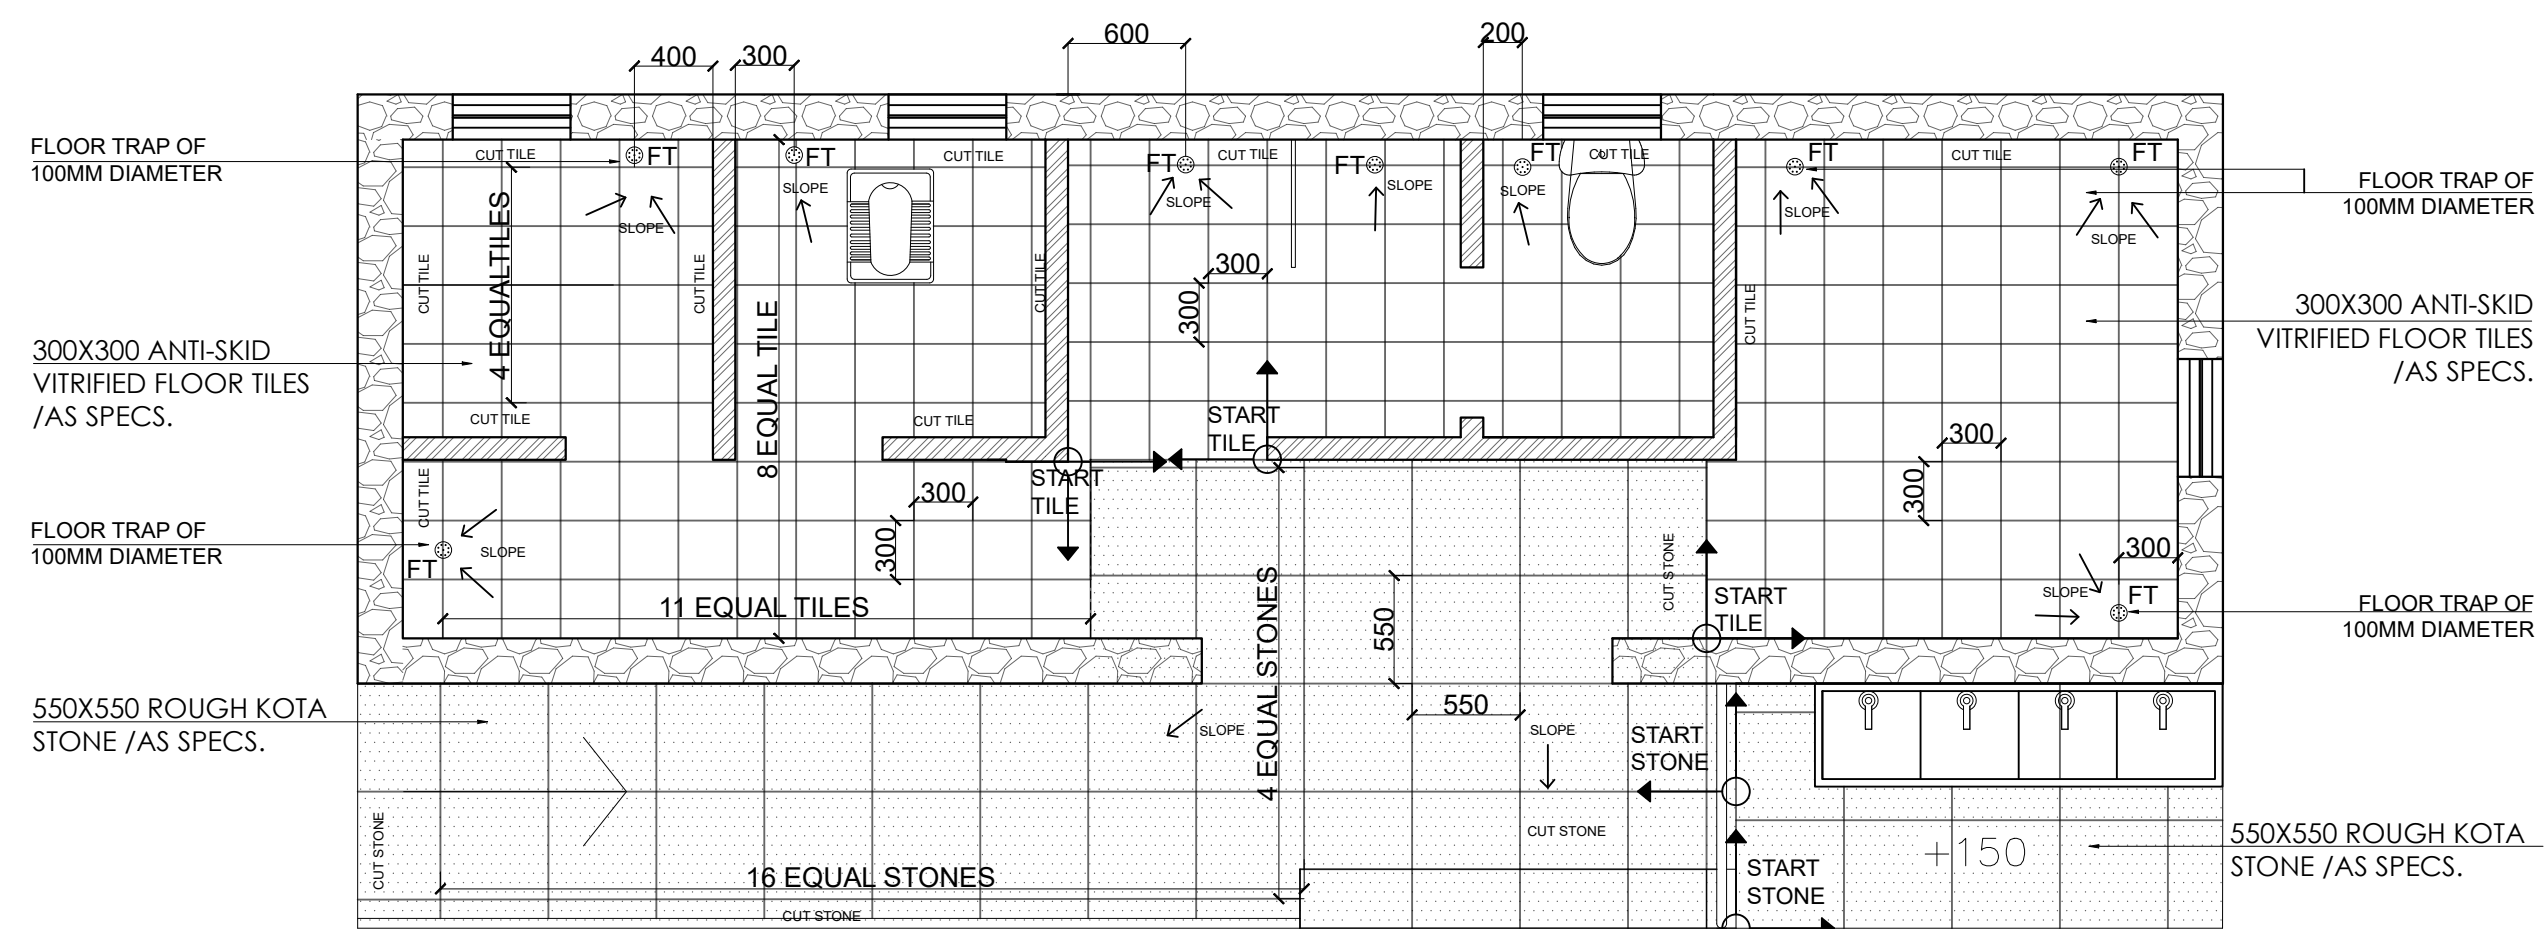 600
200
400
300
FLOOR TRAP OF
100MM DIAMETER
CUT TILE
FT
FT
CUT TILE
FT
CUT TILE
FT
FT
CUT TILE
FT
CUT TILE
FT
FLOOR TRAP OF
100MM DIAMETER
SLOPE
SLOPE
SLOPE
SLOPE
SLOPE
SLOPE
SLOPE
CUT TILE
4 EQUALTILES
CUT TILE
CUT TILE
300
300
CUT TILE
300X300 ANTI-SKID
VITRIFIED FLOOR TILES
/AS SPECS.
300X300 ANTI-SKID
VITRIFIED FLOOR TILES
/AS SPECS.
8 EQUAL TILE
CUT TILE
CUT TILE
START
TILE
300
300
CUT TILE
START
TILE
300
300
FLOOR TRAP OF
100MM DIAMETER
SLOPE
FT
CUT STONE
300
SLOPE
FT
START
TILE
FLOOR TRAP OF
100MM DIAMETER
11 EQUAL TILES
4 EQUAL STONES
550
550
550X550 ROUGH KOTA
STONE /AS SPECS.
SLOPE
SLOPE
START
STONE
CUT STONE
CUT STONE
+150
550X550 ROUGH KOTA
STONE /AS SPECS.
16 EQUAL STONES
START
STONE
CUT STONE